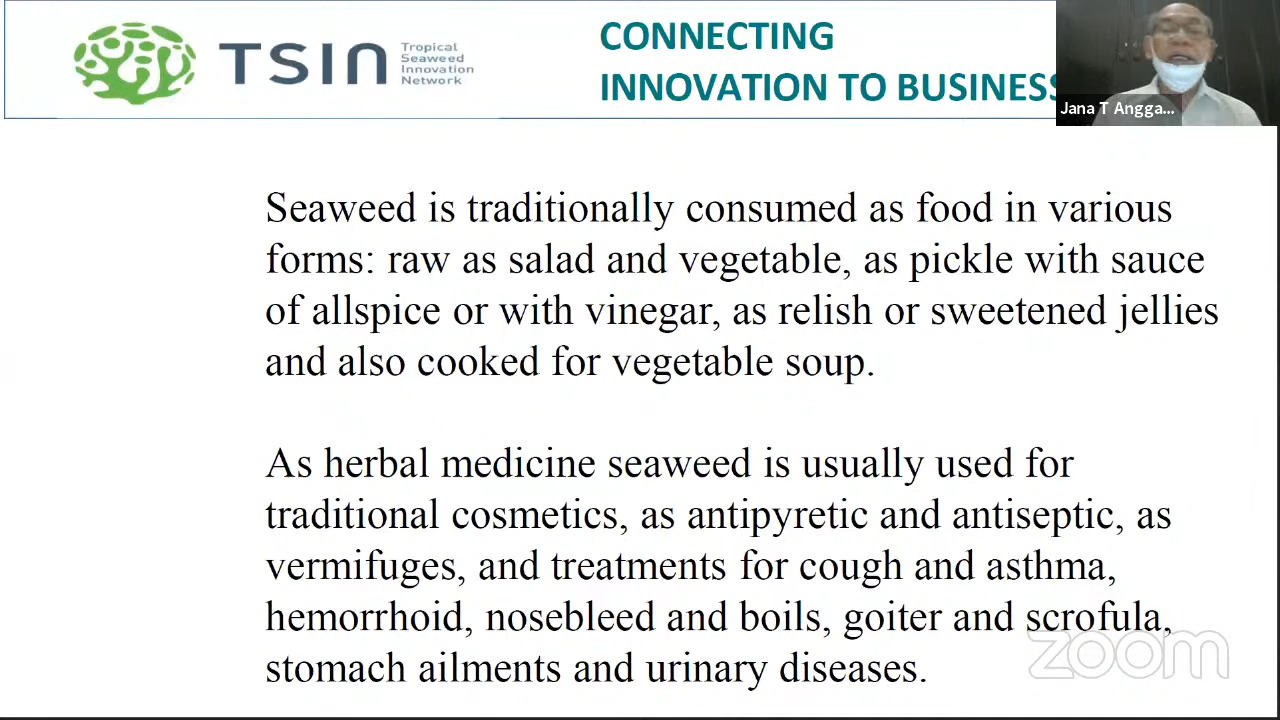 TSIN
Tropical
Seaweed
Innovation
Network
CONNECTING
INNOVATION TO BUSINESS
Jana T Angga...
Seaweed is traditionally consumed as food in various
forms: raw as salad and vegetable, as pickle with sauce
of allspice or with vinegar, as relish or sweetened jellies
and also cooked for vegetable soup.
As herbal medicine seaweed is usually used for
traditional cosmetics, as antipyretic and antiseptic, as
vermifuges, and treatments for cough and asthma,
hemorrhoid, nosebleed and boils, goiter and scrofula,
stomach ailments and urinary diseases.
zoom